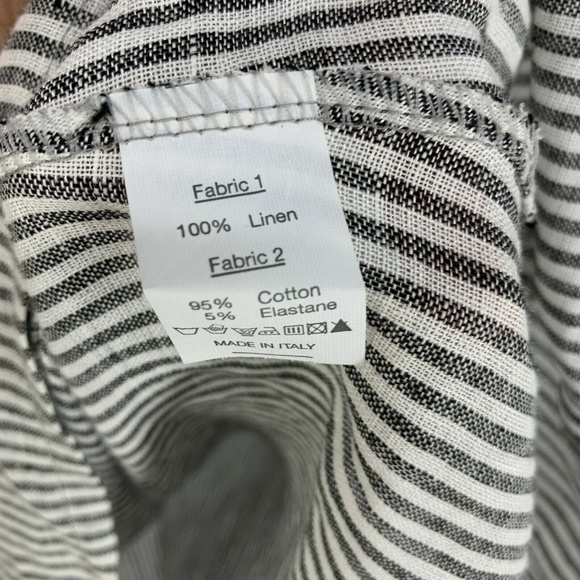 Fabric 1
100% Linen
Fabric 2
95% Cotton
5% Elastane
MADE IN ITALY